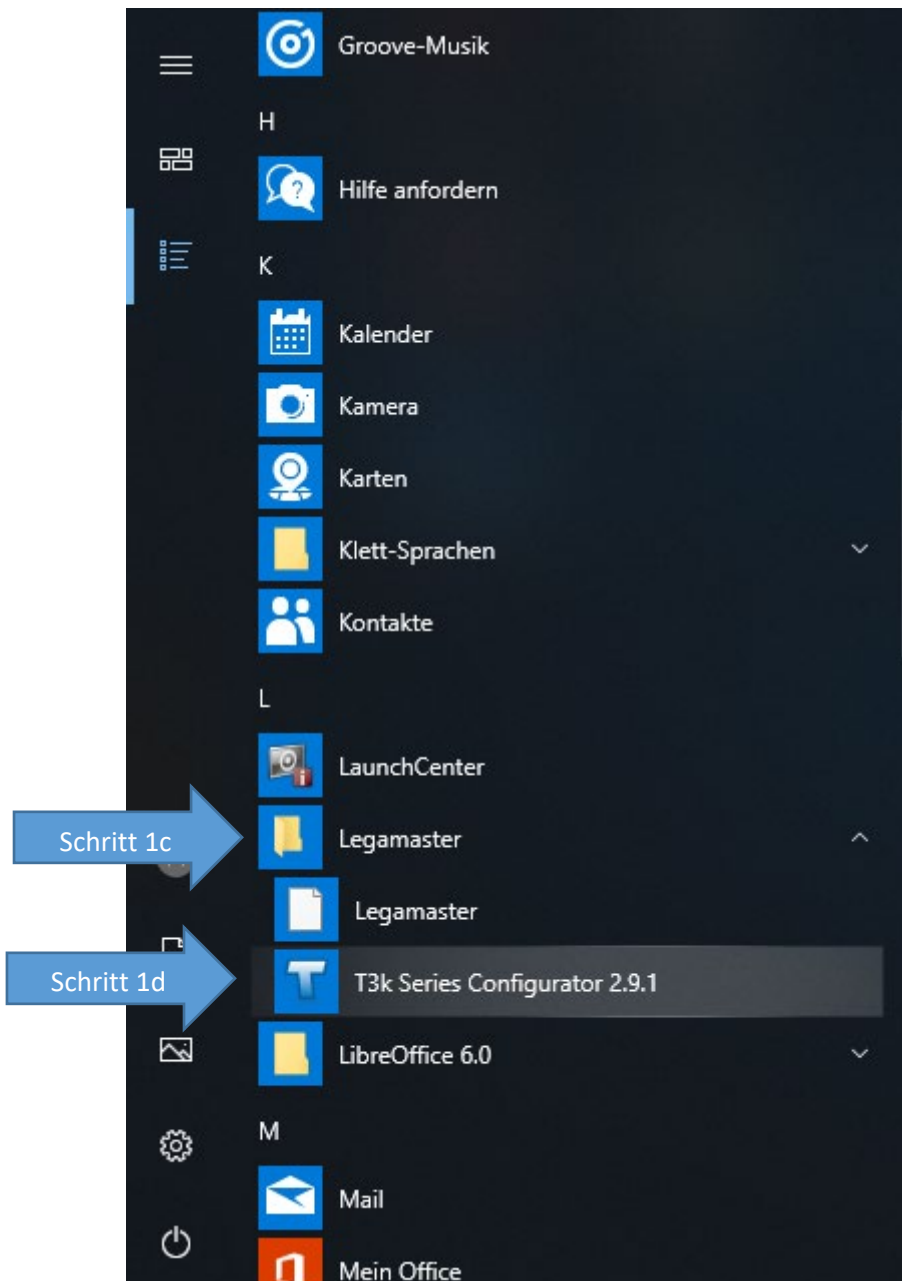 Groove-Musik
H
Hilfe anfordern
K
Kalender
Kamera
Karten
Klett-Sprachen
Kontakte
L
LaunchCenter
Schritt 1c
Legamaster
Legamaster
Schritt 1d
T3k Series Configurator 2.9.1
LibreOffice 6.0
M
Mail
Mein Office